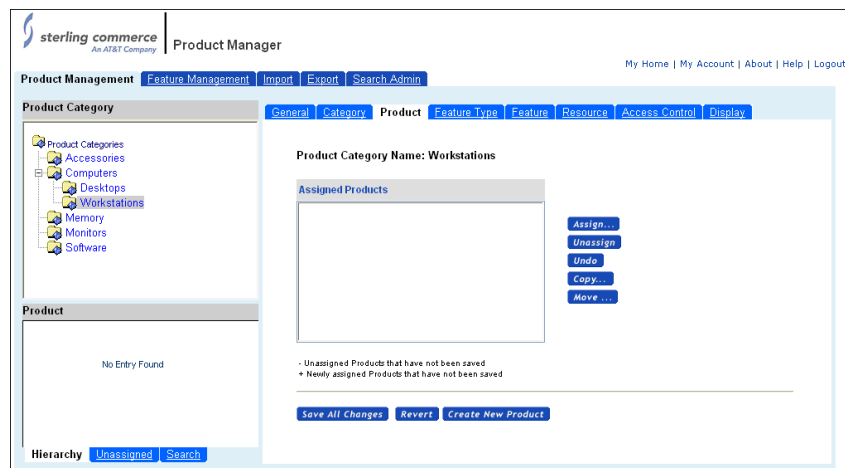 sterling commerce
An AT&T Company
Product Manager
My Home | My Account | About | Help | Logout
Product Management Feature Management Import Export Search Admin
Product Category
General Category Product Feature Type Feature Resource Access Control Display
Product Categories
Accessories
Computers
Desktops
Workstations
Memory
Monitors
Software
Product Category Name: Workstations
Assigned Products
Assign...
Unassign
Undo
Copy...
Move ...
Product
No Entry Found
- Unassigned Products that have not been saved
+ Newly assigned Products that have not been saved
Save All Changes Revert Create New Product
Hierarchy Unassigned Search